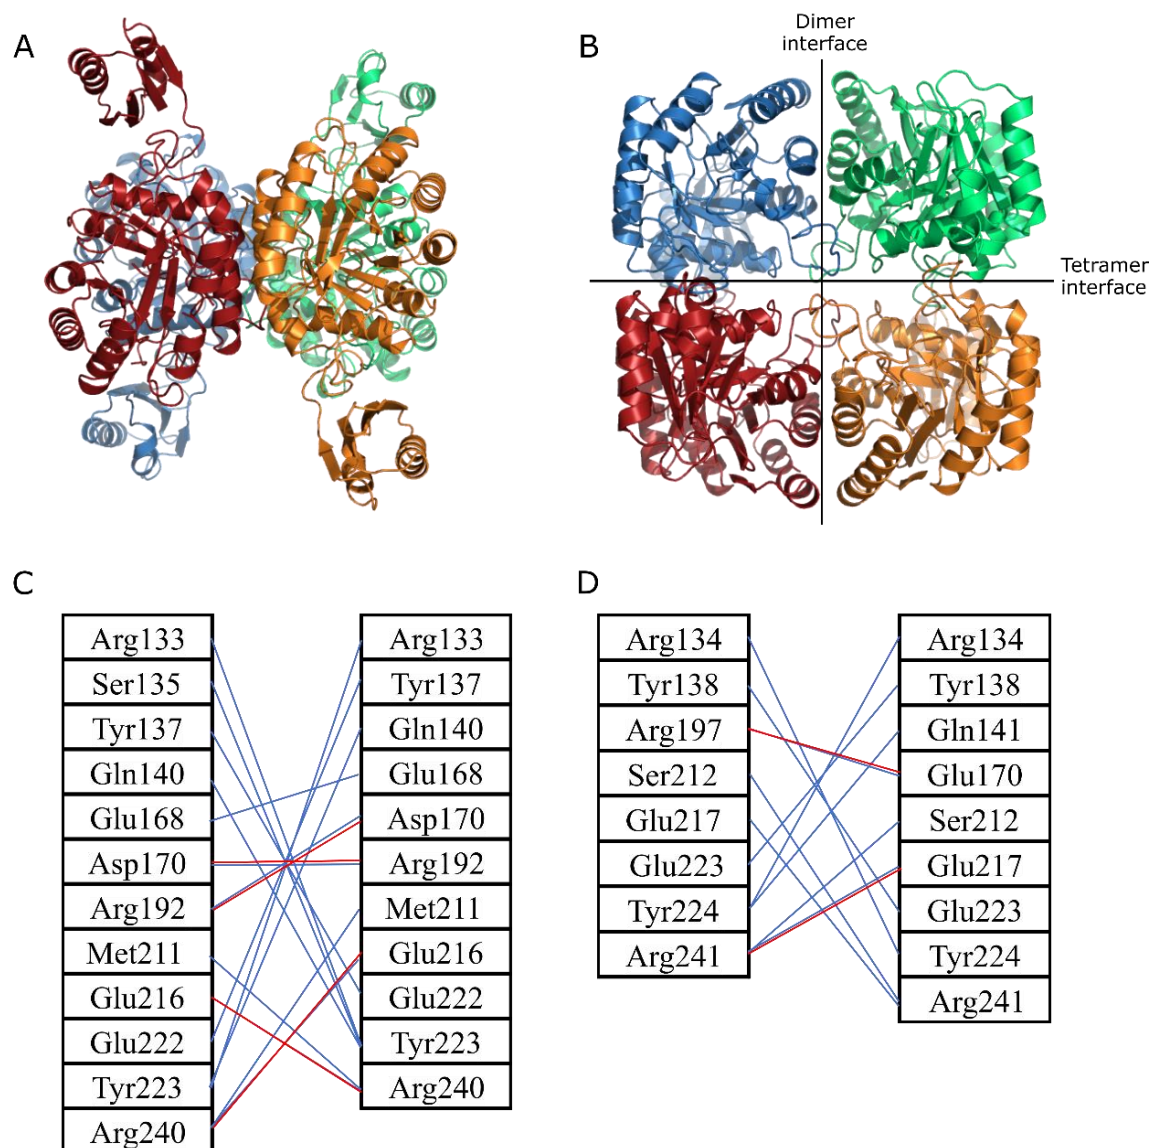 A
B
Dimer
interface
Tetramer
interface
C
Arg133
Ser135
Tyr137
Gln140
Glu168
Asp170
Arg192
Met211
Glu216
Glu222
Tyr223
Arg240
Arg133
Tyr137
Gln140
Glu168
Asp170
Arg192
Met211
Glu216
Glu222
Tyr223
Arg240
D
Arg134
Tyr138
Arg197
Ser212
Glu217
Glu223
Tyr224
Arg241
Arg134
Tyr138
Gln141
Glu170
Ser212
Glu217
Glu223
Tyr224
Arg241